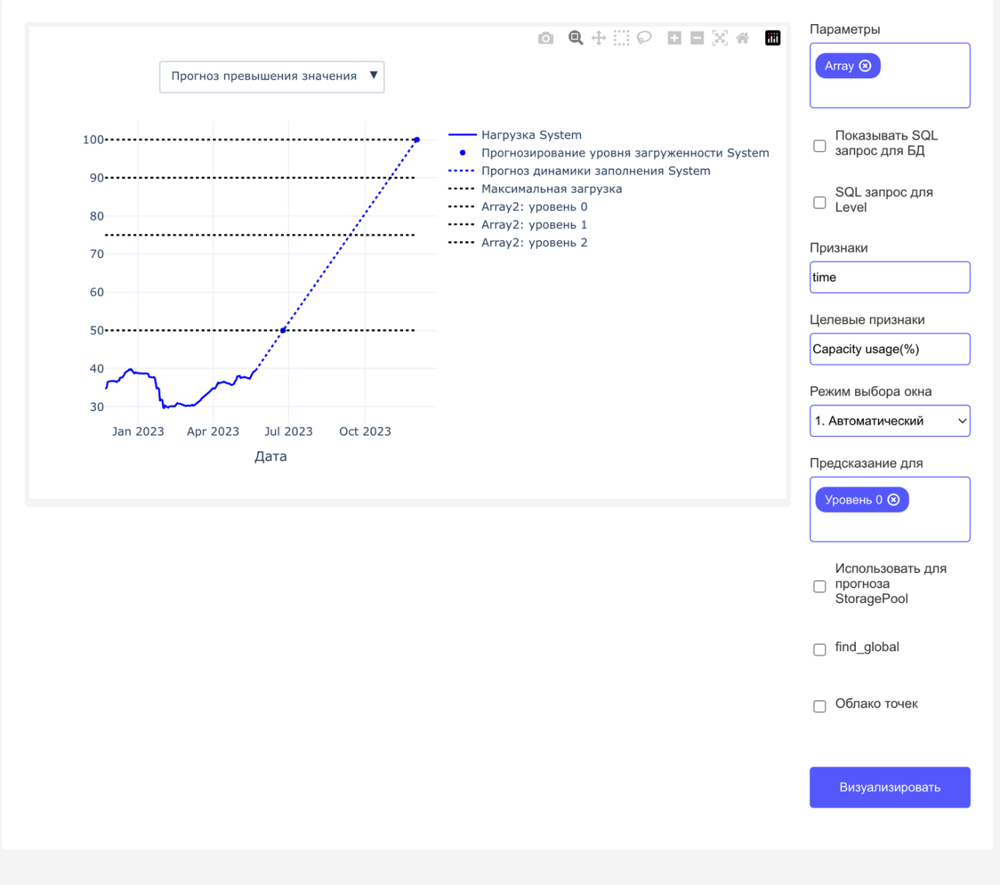 Прогноз превышения значения ▼
100
90
80
70
60
50
40
30
Jan 2023
Apr 2023
Jul 2023
Oct 2023
Дата
Нагрузка System
Прогнозирование уровня загруженности System
Прогноз динамики заполнения System
Максимальная загрузка
Array2: уровень 0
Array2: уровень 1
Array2: уровень 2
Параметры
Array
Показывать SQL
запрос для БД
SQL запрос для
Level
Признаки
time
Целевые признаки
Capacity usage(%)
Режим выбора окна
1. Автоматический
Предсказание для
Уровень 0
Использовать для
прогноза
StoragePool
find_global
Облако точек
Визуализировать